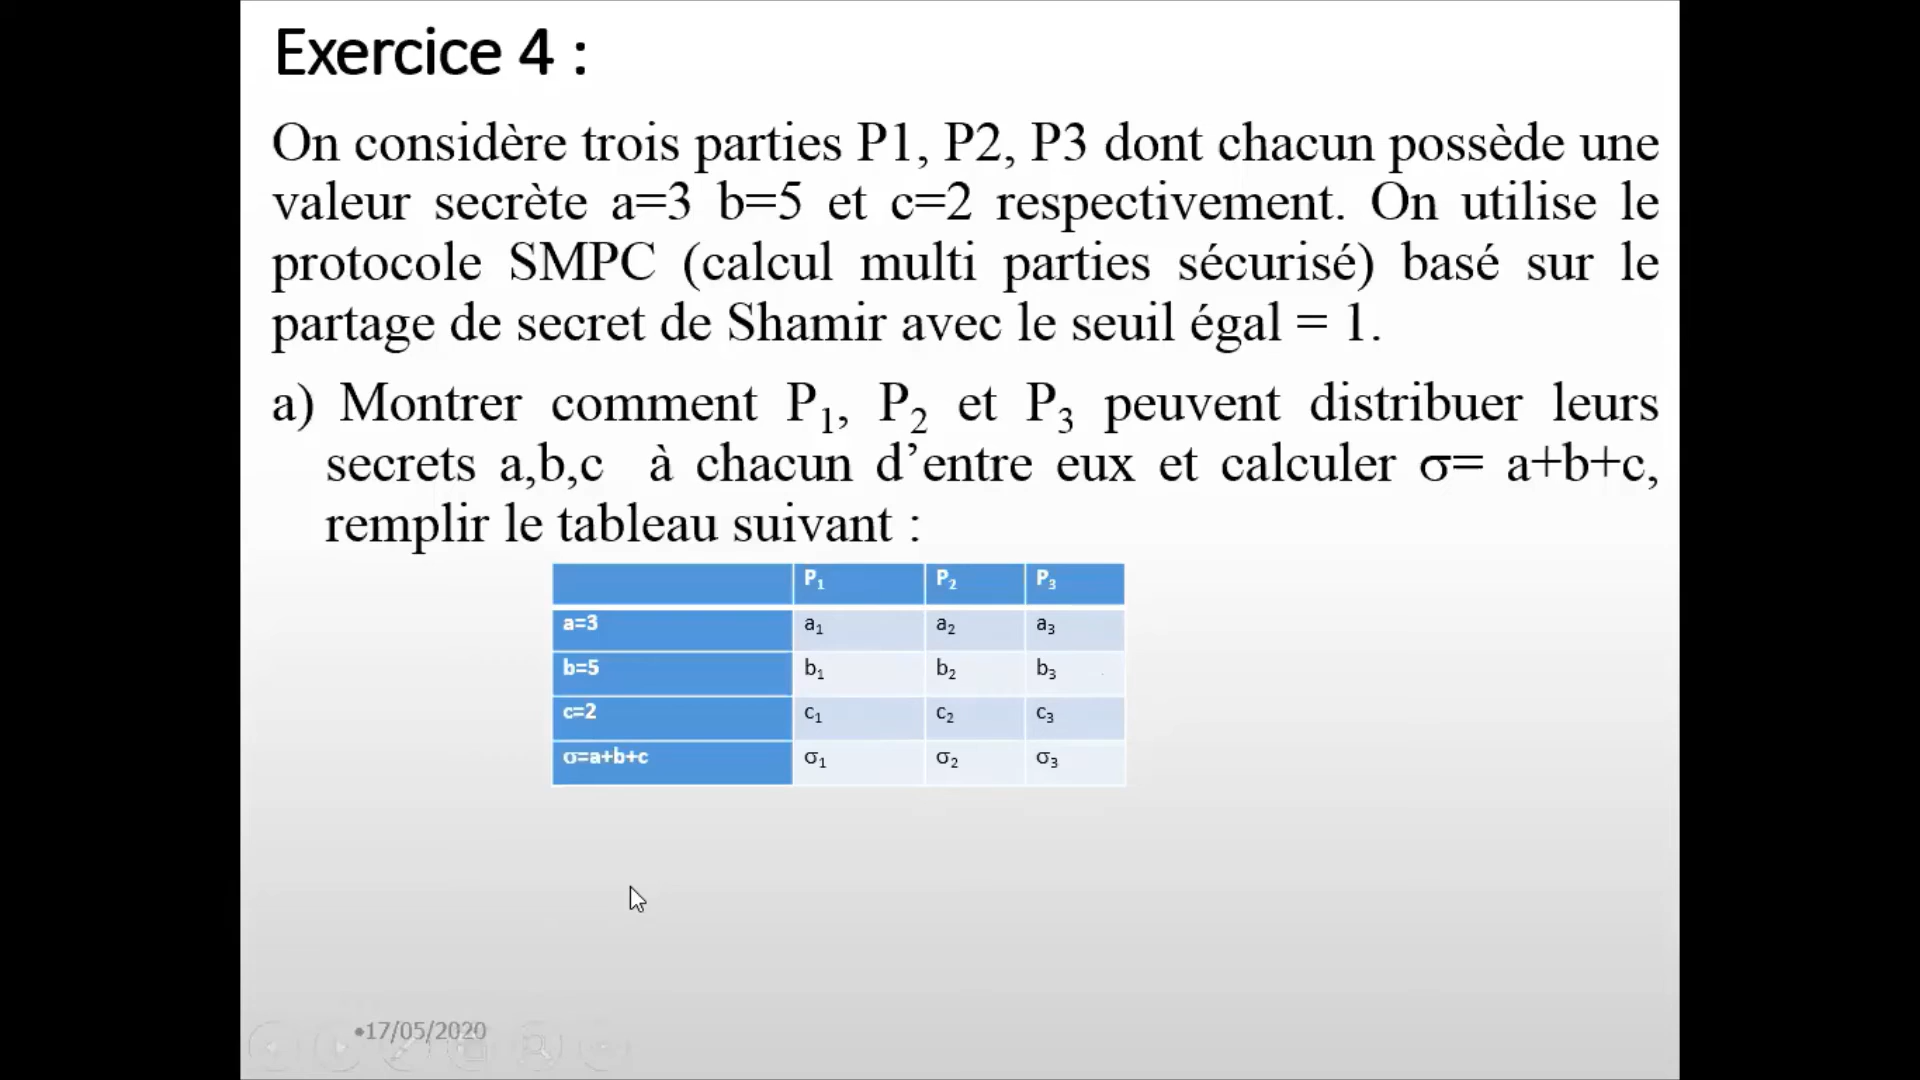 Exercice 4 :
On considère trois parties P1, P2, P3 dont chacun possède une
valeur secrète a=3 b=5 et c=2 respectivement. On utilise le
protocole SMPC (calcul multi parties sécurisé) basé sur le
partage de secret de Shamir avec le seuil égal = 1.
a) Montrer comment P₁, P₂ et P₃ peuvent distribuer leurs
secrets a,b,c à chacun d’entre eux et calculer σ= a+b+c,
remplir le tableau suivant :
P₁ P₂ P₃
a=3 a₁ a₂ a₃
b=5 b₁ b₂ b₃
c=2 c₁ c₂ c₃
σ=a+b+c σ₁ σ₂ σ₃
•17/05/2020